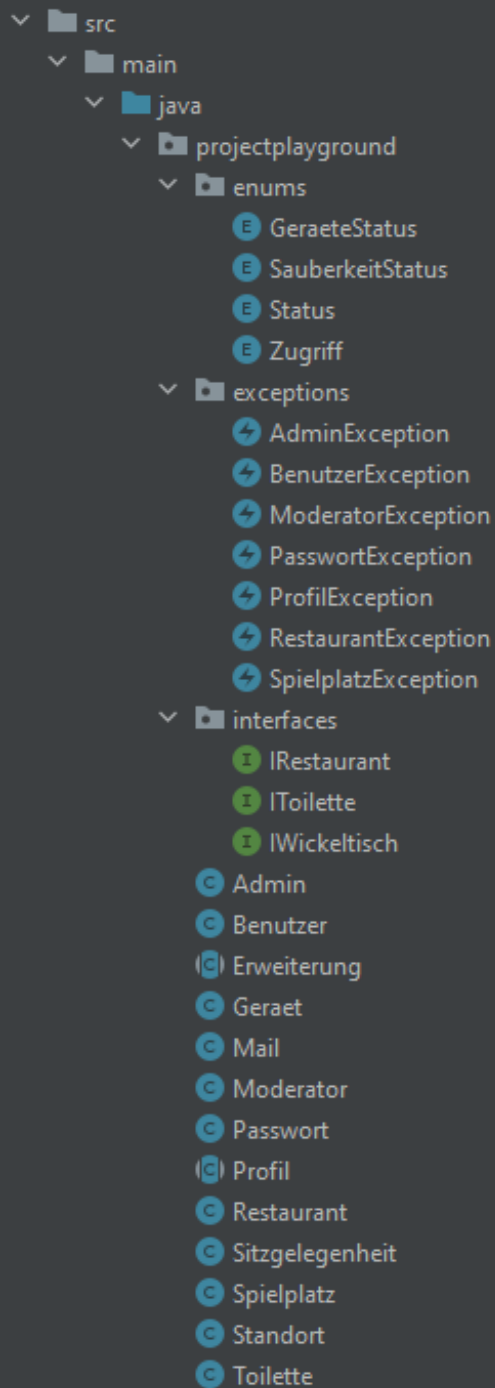 src
main
java
projectplayground
enums
E GeraeteStatus
E SauberkeitStatus
E Status
E Zugriff
exceptions
AdminException
BenutzerException
ModeratorException
PasswortException
ProfilException
RestaurantException
SpielplatzException
interfaces
I IRestaurant
I IToilette
I IWickeltisch
C Admin
C Benutzer
C Erweiterung
C Geraet
C Mail
C Moderator
C Passwort
C Profil
C Restaurant
C Sitzgelegenheit
C Spielplatz
C Standort
C Toilette